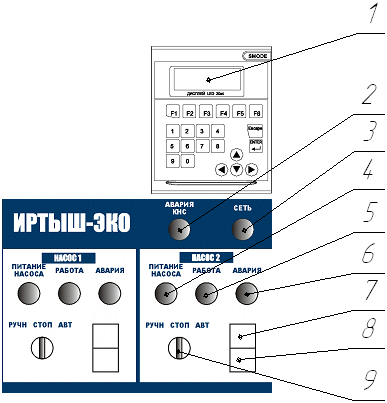 1
SMODE
2
ДИСПЛЕЙ LED 20x4
F1 F2 F3 F4 F5 F6
1 2 3 4 Escape
3
5 6 7 8 ENTER
9 0
4
АВАРИЯ КНС
СЕТЬ
5
ИРТЫШ-ЭКО
6
НАСОС 1
НАСОС 2
ПИТАНИЕ НАСОСА РАБОТА АВАРИЯ
ПИТАНИЕ НАСОСА РАБОТА АВАРИЯ
7
8
РУЧН СТОП АВТ
РУЧН СТОП АВТ
9